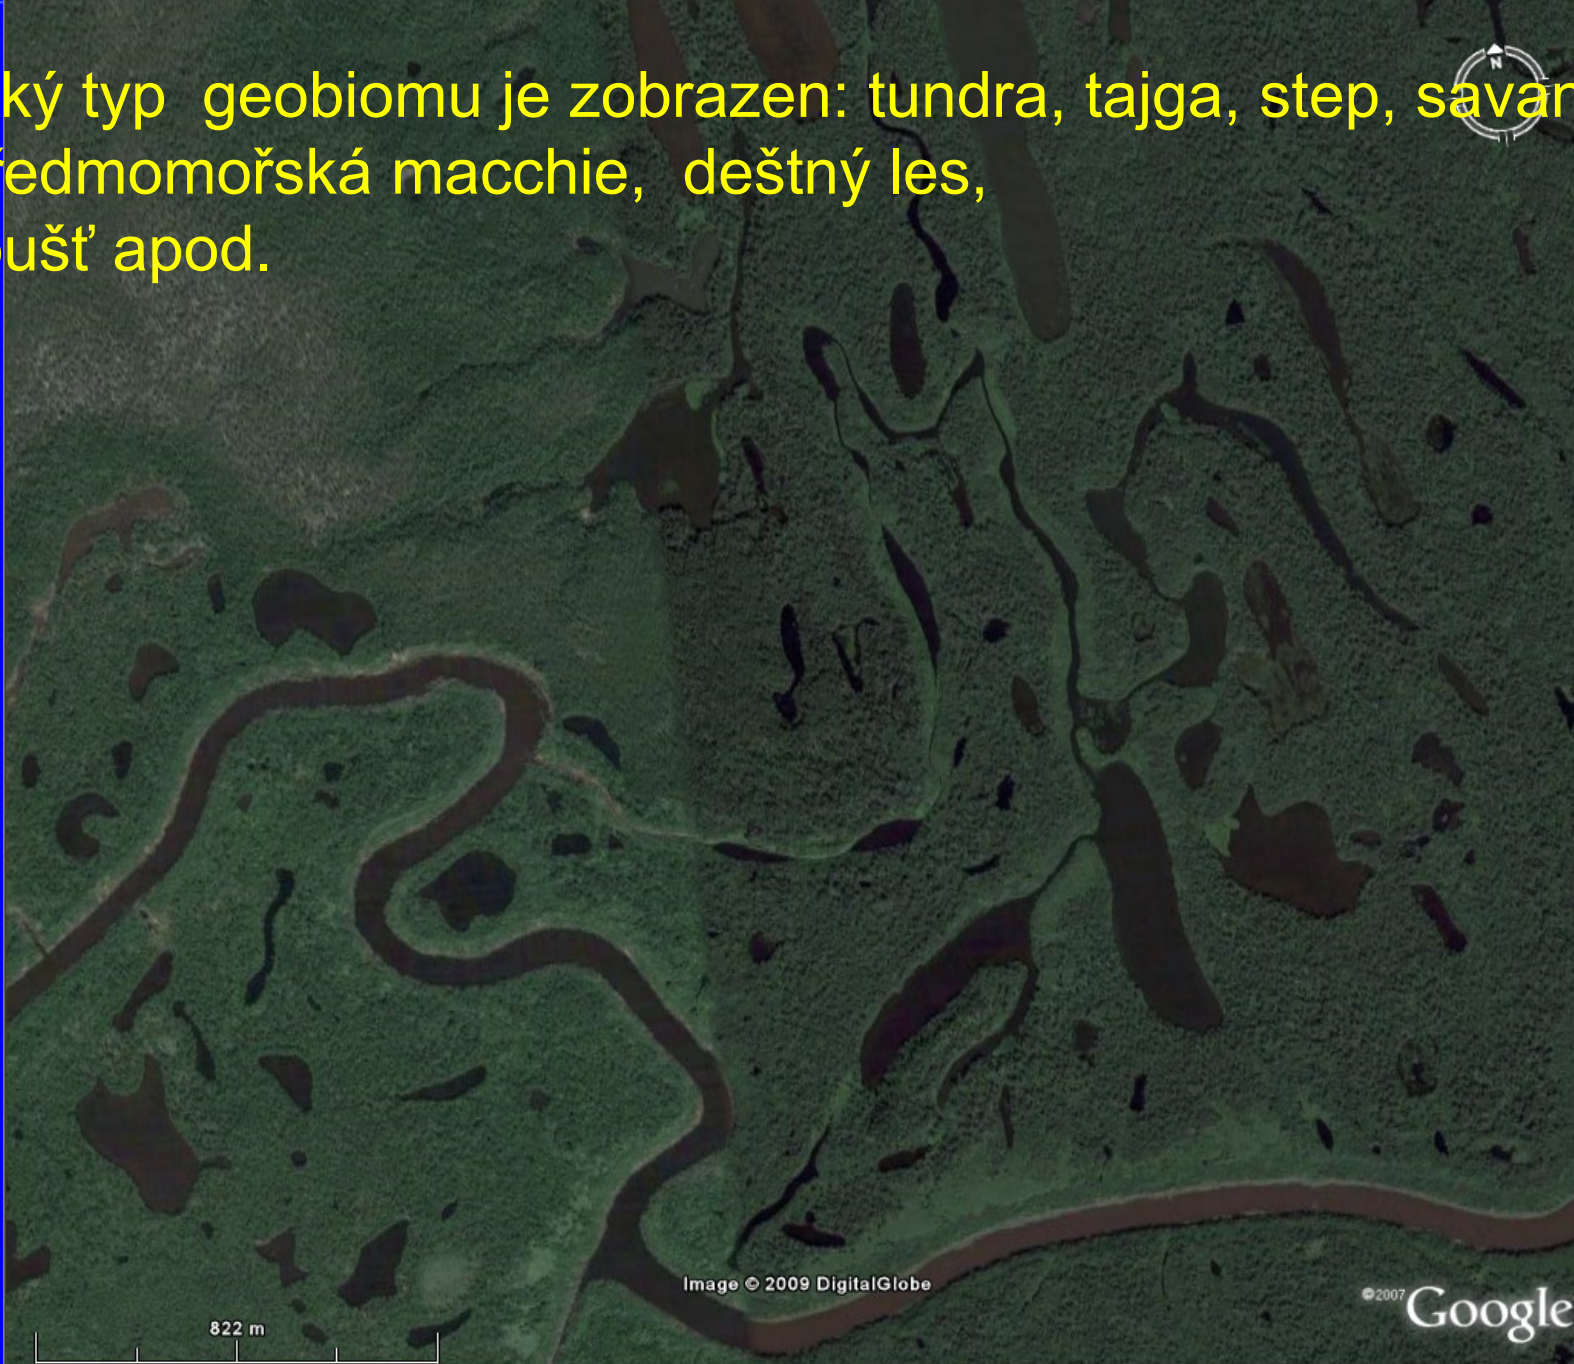 ký typ  geobiomu je zobrazen: tundra, tajga, step, savan
ředmomořská macchie,  deštný les,
oušť apod.
N
Image © 2009 DigitalGlobe
©2007 Google
822 m